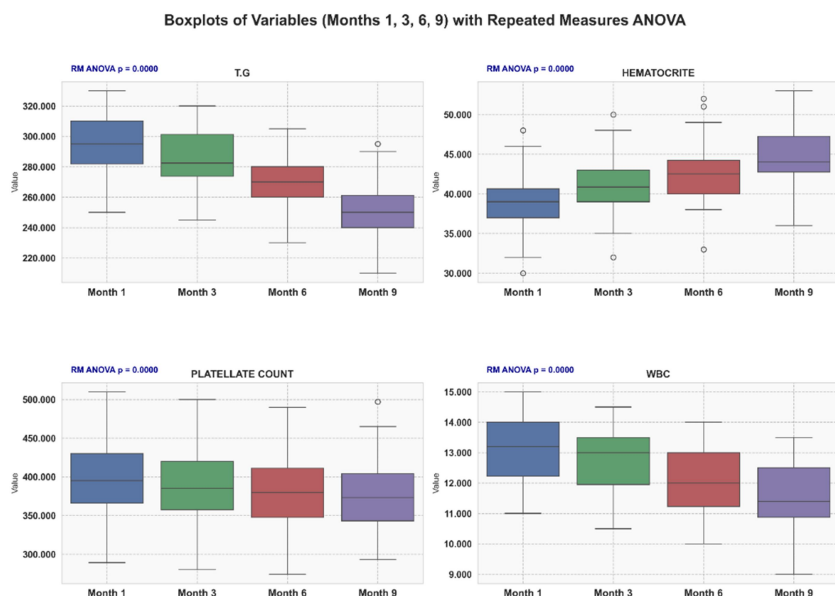 Boxplots of Variables (Months 1, 3, 6, 9) with Repeated Measures ANOVA
RM ANOVA p = 0.0000
T.G
320.000
300.000
280.000
260.000
240.000
220.000
Value
Month 1 Month 3 Month 6 Month 9
RM ANOVA p = 0.0000
HEMATOCRITE
50.000
45.000
40.000
35.000
30.000
Value
Month 1 Month 3 Month 6 Month 9
RM ANOVA p = 0.0000
PLATELLATE COUNT
500.000
450.000
400.000
350.000
300.000
Value
Month 1 Month 3 Month 6 Month 9
RM ANOVA p = 0.0000
WBC
15.000
14.000
13.000
12.000
11.000
10.000
9.000
Value
Month 1 Month 3 Month 6 Month 9